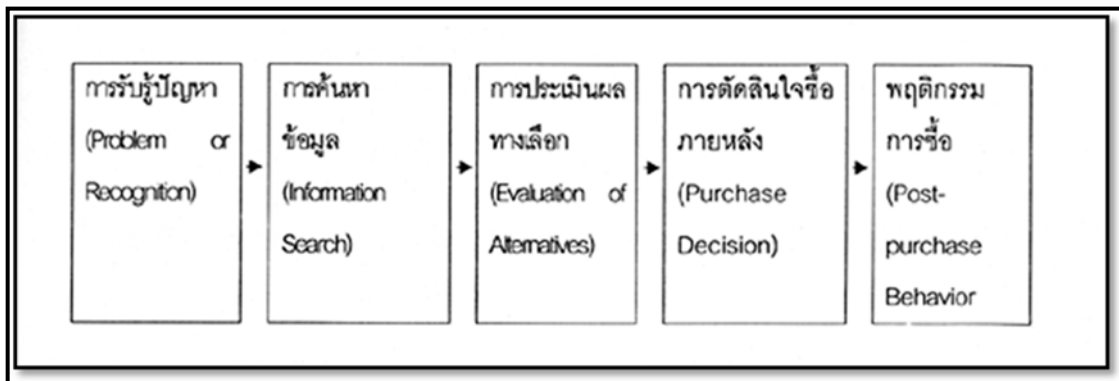 การรับรู้ปัญหา
(Problem or
Recognition)
การค้นหา
ข้อมูล
(Information
Search)
การประเมินผล
ทางเลือก
(Evaluation of
Alternatives)
การตัดสินใจซื้อ
ภายหลัง
(Purchase
Decision)
พฤติกรรม
การซื้อ
(Post-
purchase
Behavior